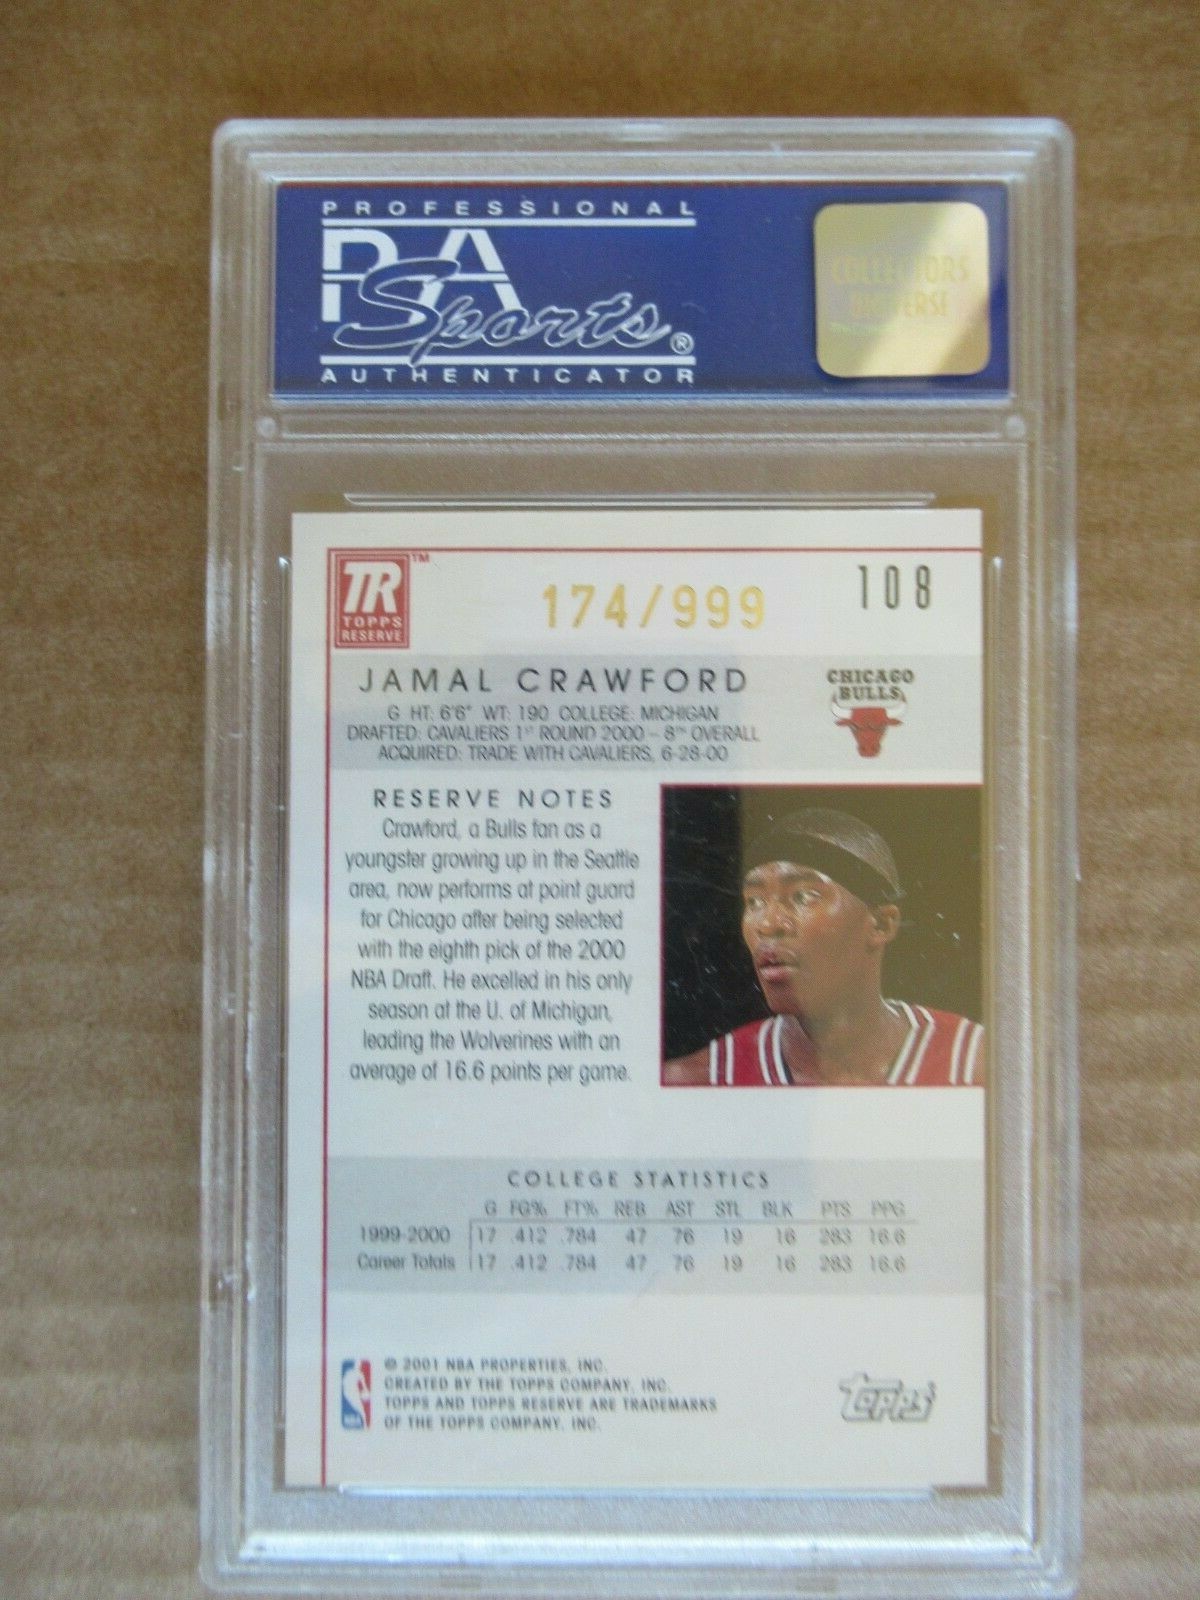 PROFESSIONAL
PSA
Sports®
AUTHENTICATOR
COLLECTORS
UNIVERSE
TR™
TOPPS
RESERVE
174/999
108
JAMAL CRAWFORD
G HT: 6'6" WT: 190 COLLEGE: MICHIGAN
DRAFTED: CAVALIERS 1ST ROUND 2000 – 8TH OVERALL
ACQUIRED: TRADE WITH CAVALIERS, 6-28-00
CHICAGO
BULLS
RESERVE NOTES
Crawford, a Bulls fan as a
youngster growing up in the Seattle
area, now performs at point guard
for Chicago after being selected
with the eighth pick of the 2000
NBA Draft. He excelled in his only
season at the U. of Michigan,
leading the Wolverines with an
average of 16.6 points per game.
COLLEGE STATISTICS
G FG% FT% REB AST STL BLK PTS PPG
1999-2000 17 .412 .784 47 76 19 16 283 16.6
Career Totals 17 .412 .784 47 76 19 16 283 16.6
© 2001 NBA PROPERTIES, INC.
CREATED BY THE TOPPS COMPANY, INC.
TOPPS AND TOPPS RESERVE ARE TRADEMARKS
OF THE TOPPS COMPANY, INC.
NBA
Topps